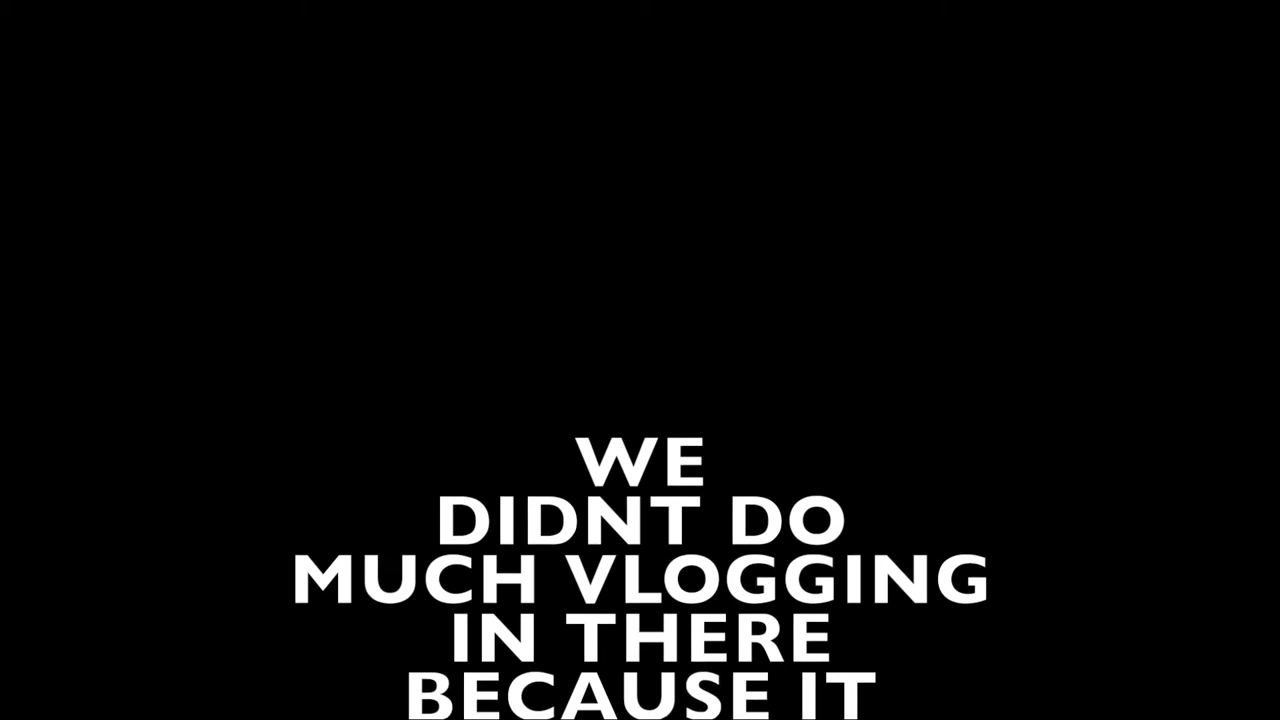 WE
DIDNT DO
MUCH VLOGGING
IN THERE
BECAUSE IT